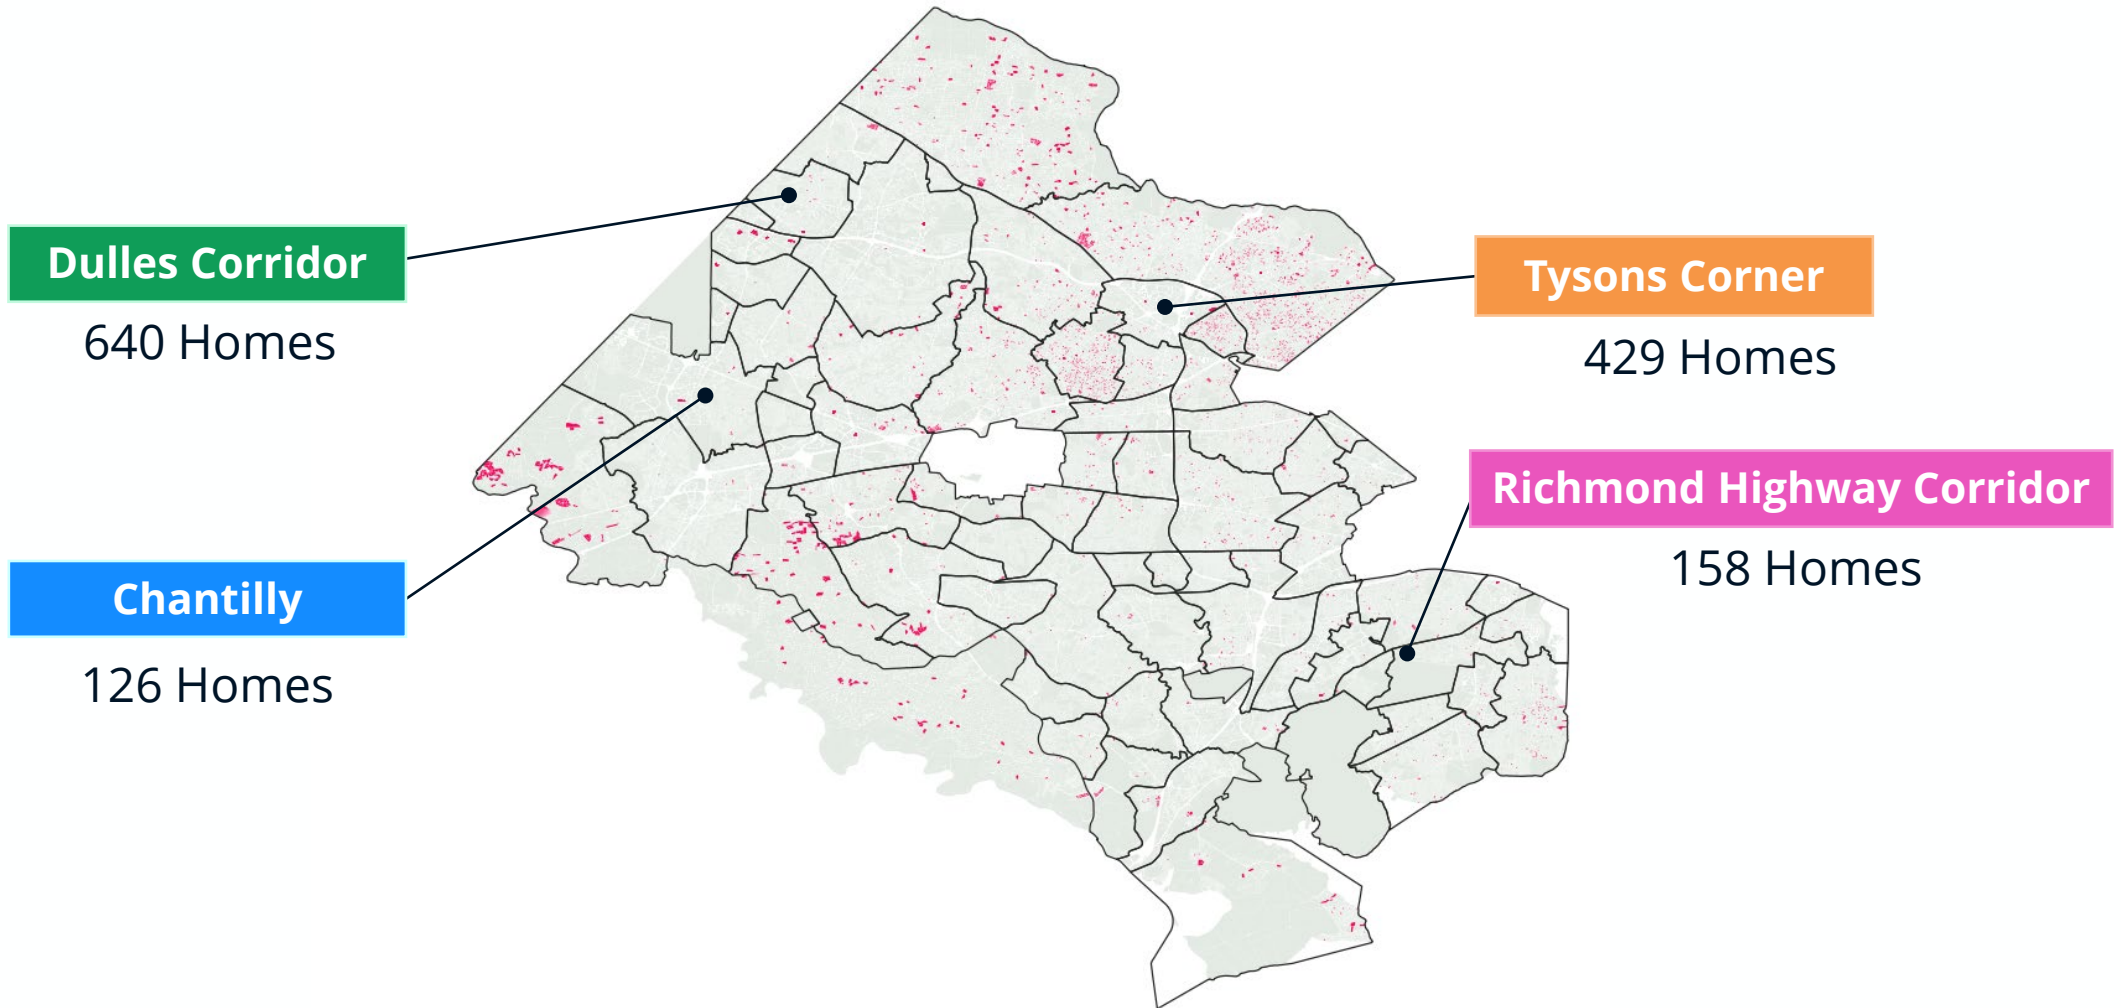 Dulles Corridor
640 Homes
Chantilly
126 Homes
Tysons Corner
429 Homes
Richmond Highway Corridor
158 Homes